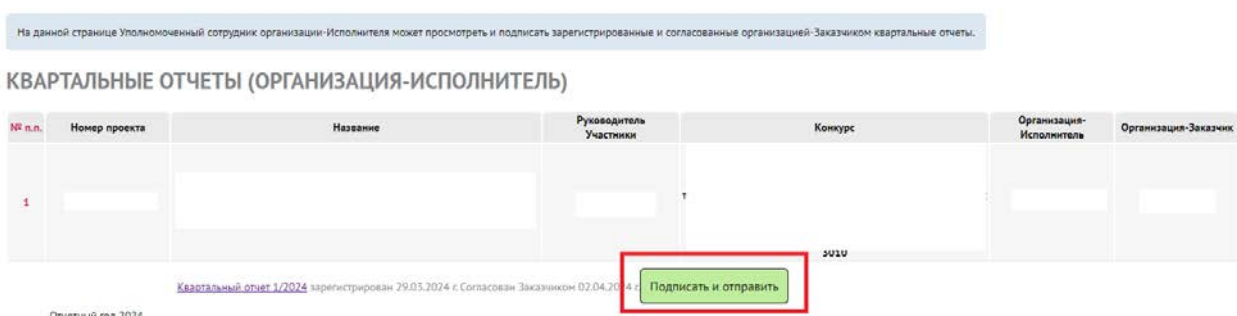 На данной странице Уполномоченный сотрудник организации-Исполнителя может просмотреть и подписать зарегистрированные и согласованные организацией-Заказчиком квартальные отчеты.
КВАРТАЛЬНЫЕ ОТЧЕТЫ (ОРГАНИЗАЦИЯ-ИСПОЛНИТЕЛЬ)
№ п.п. Номер проекта Название Руководитель Участники Конкурс Организация-Исполнитель Организация-Заказчик
1
Квартальный отчет 1/2024 зарегистрирован 29.03.2024 г. Согласован Заказчиком 02.04.2024 г. Подписать и отправить
Отчетный год 2024